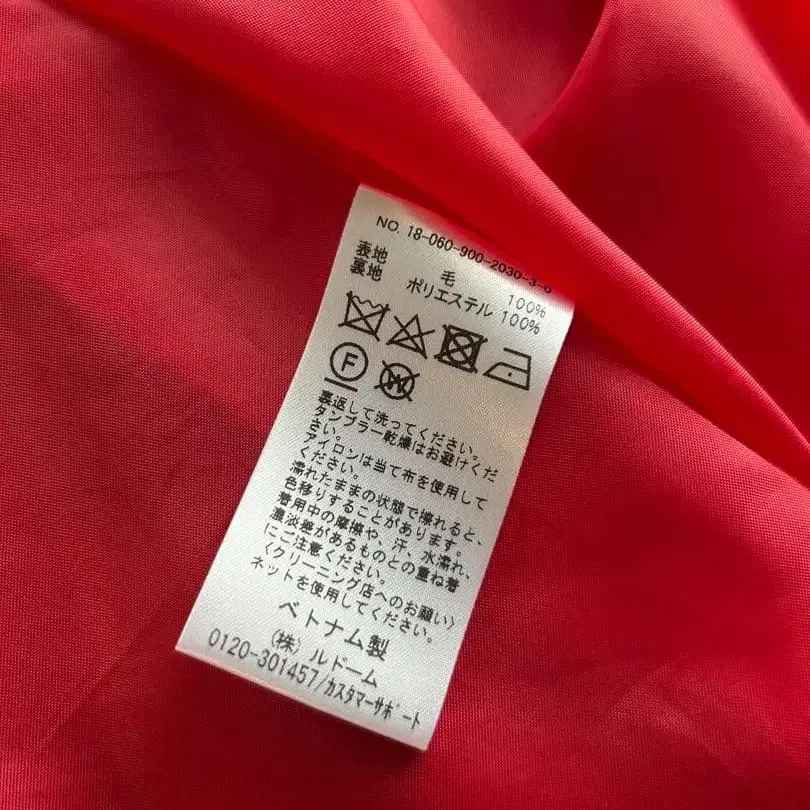 NO. 18-060-900-2030-3-0
表地 毛 100%
裏地 ポリエステル 100%
F
W
裏返して洗ってください。
タンブラー乾燥はお避けくだ
さい。
アイロンは当て布を使用して
ください。
濡れたままの状態で擦れると、
色移りすることがあります。
着用中の摩擦や、汗、水濡れ、
濃淡差があるものとの重ね着
にご注意ください。
〈クリーニング店へのお願い〉
ネットを使用してください。
ベトナム製
(株)ルドーム
0120-301457/カスタマーサポート